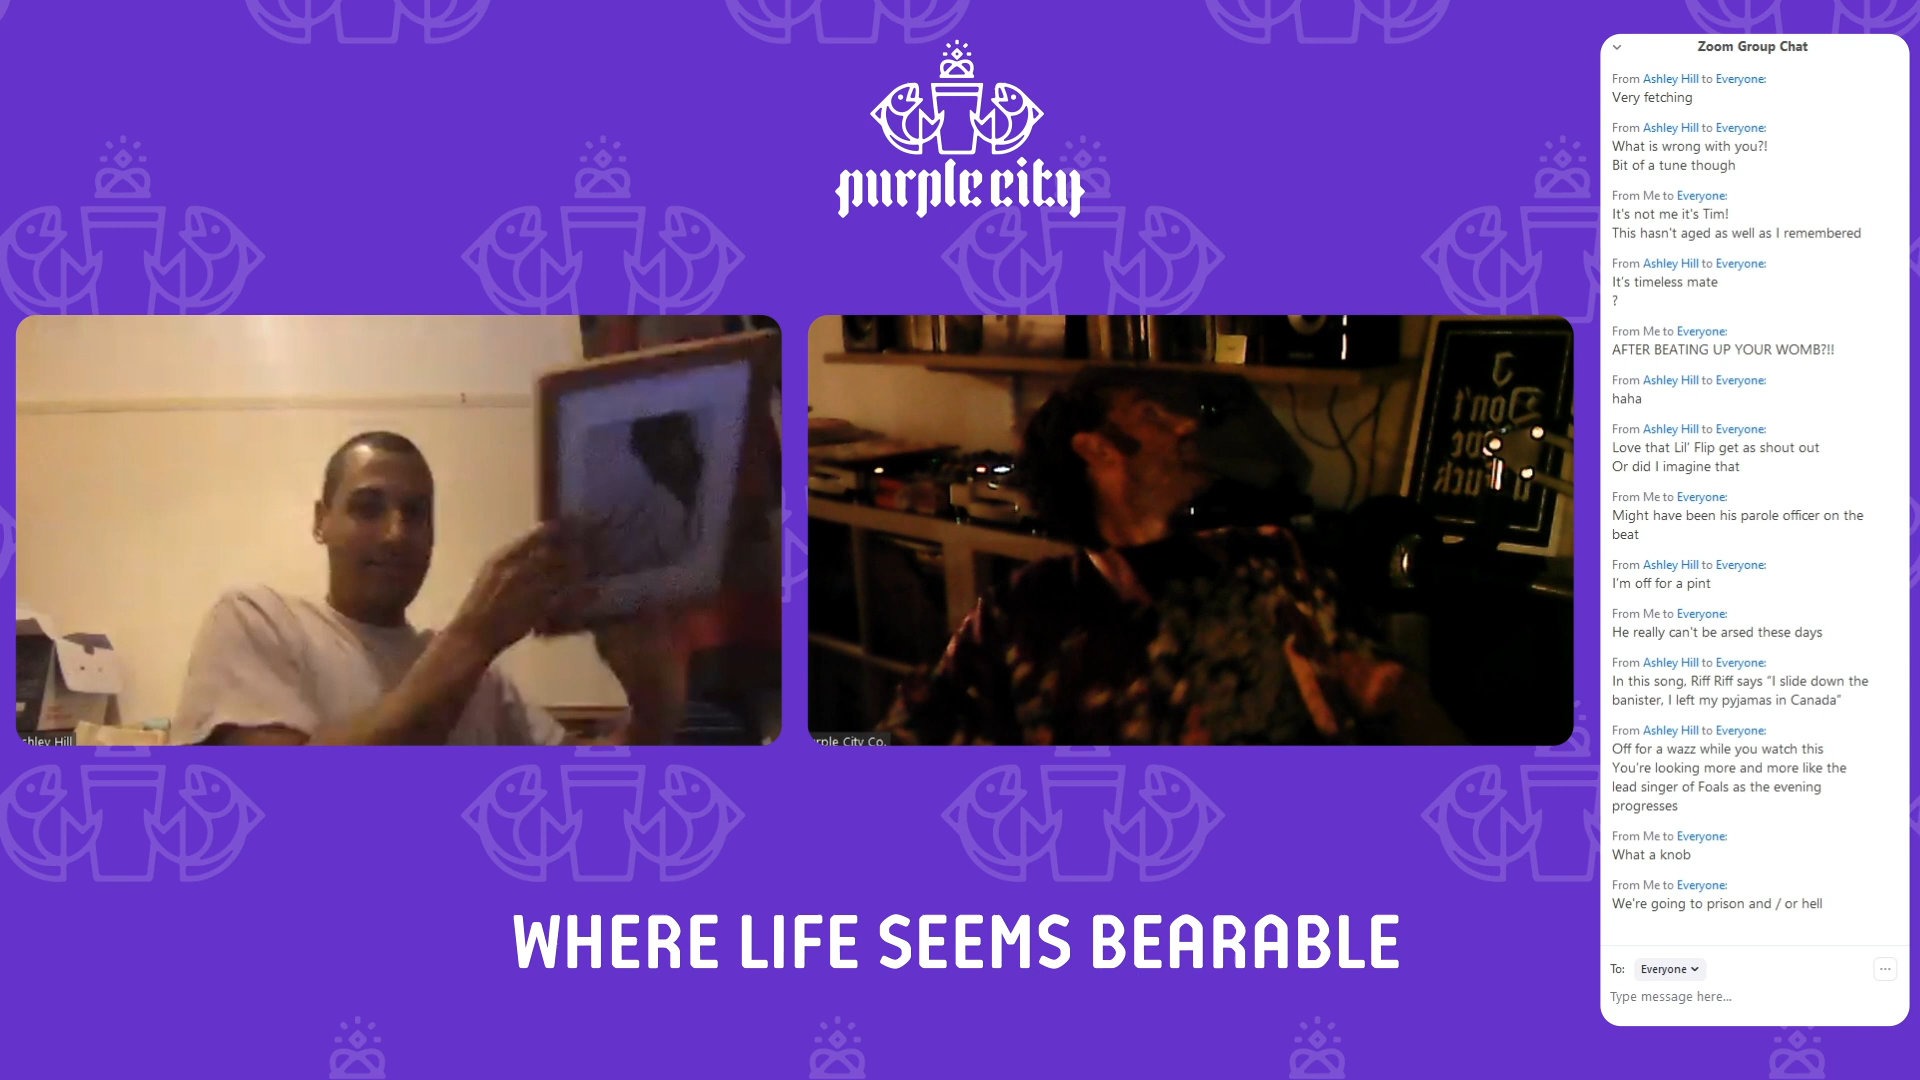 purple city
Zoom Group Chat
From Ashley Hill to Everyone:
Very fetching
From Ashley Hill to Everyone:
What is wrong with you?!
Bit of a tune though
From Me to Everyone:
It's not me it's Tim!
This hasn't aged as well as I remembered
From Ashley Hill to Everyone:
It's timeless mate
?
From Me to Everyone:
AFTER BEATING UP YOUR WOMB?!!
From Ashley Hill to Everyone:
haha
From Ashley Hill to Everyone:
Love that Lil' Flip get as shout out
Or did I imagine that
From Me to Everyone:
Might have been his parole officer on the
beat
From Ashley Hill to Everyone:
I'm off for a pint
From Me to Everyone:
He really can't be arsed these days
From Ashley Hill to Everyone:
In this song, Riff Riff says "I slide down the
banister, I left my pyjamas in Canada"
From Ashley Hill to Everyone:
Off for a wazz while you watch this
You're looking more and more like the
lead singer of Foals as the evening
progresses
From Me to Everyone:
What a knob
From Me to Everyone:
We're going to prison and / or hell
To: Everyone
Type message here...
I
Don't
u
shley Hill
rple City Co.
WHERE LIFE SEEMS BEARABLE